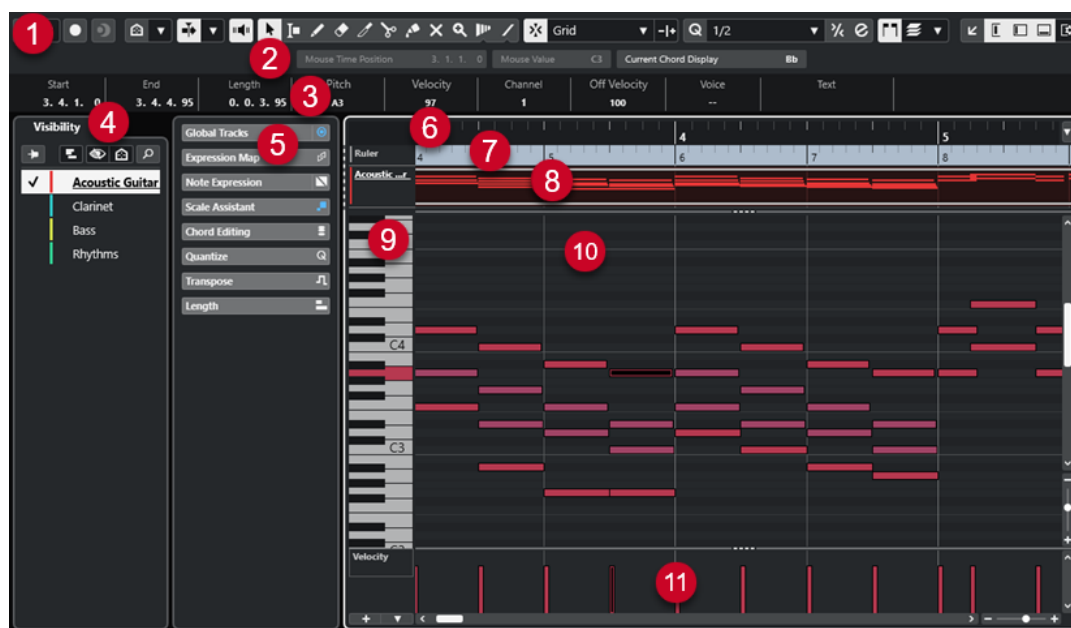 1
Grid
1/2
2
Mouse Time Position 3. 1. 1. 0 Mouse Value C3 Current Chord Display Bb
Start End Length Pitch Velocity Channel Off Velocity Voice Text
3. 4. 1. 0 3. 4. 4. 95 0. 0. 3. 95 3 A3 97 1 100 --
Visibility
4
Acoustic Guitar
Clarinet
Bass
Rhythms
Global Tracks
5
Expression Map
Note Expression
Scale Assistant
Chord Editing
Quantize
Transpose
Length
6
4 5
7
Ruler 4 5 6 7 8
Acoustic ...r
8
9
10
C4
C3
Velocity
11